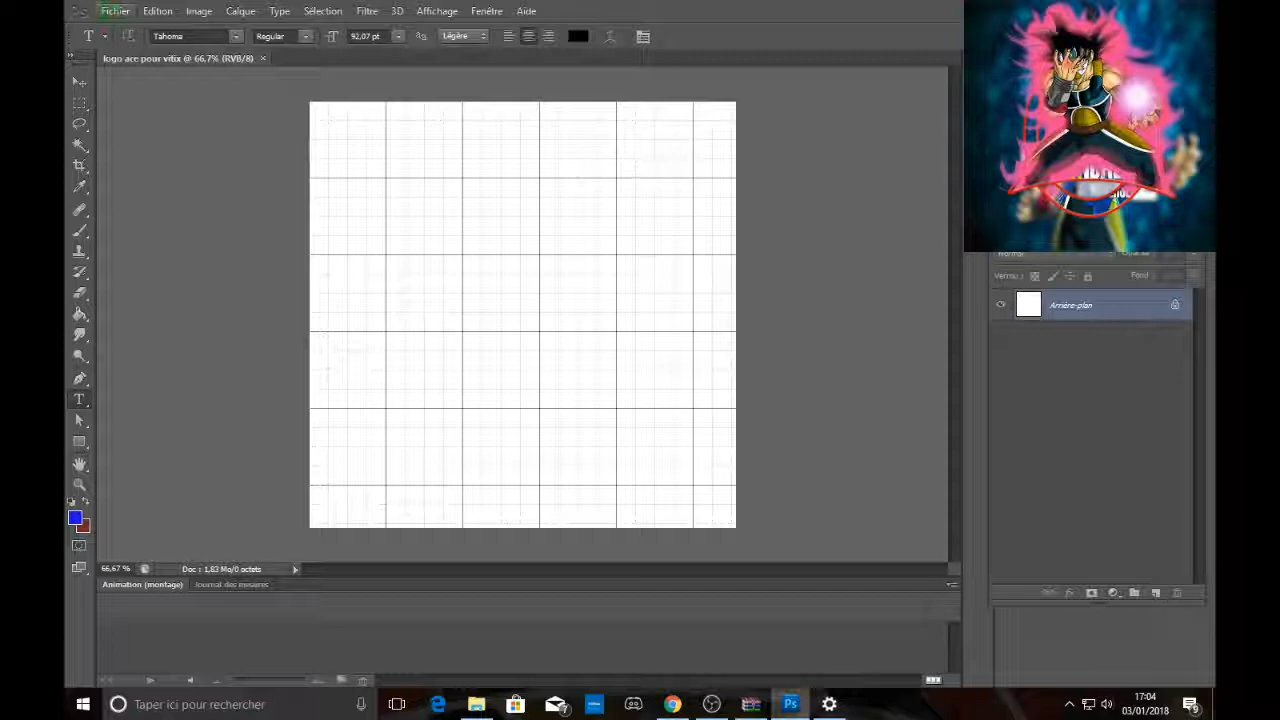 Fichier Edition Image Calque Type Sélection Filtre 3D Affichage Fenêtre Aide
T Tahoma Regular 92,07 pt Légère
logo ace pour vitix @ 66,7% (RVB/8) ×
Normal
Verrou : Fond
Arrière-plan
66,67 % Doc : 1,83 Mo/0 octets
Animation (montage) Journal des mesures
Taper ici pour rechercher
Ps
17:04
03/01/2018